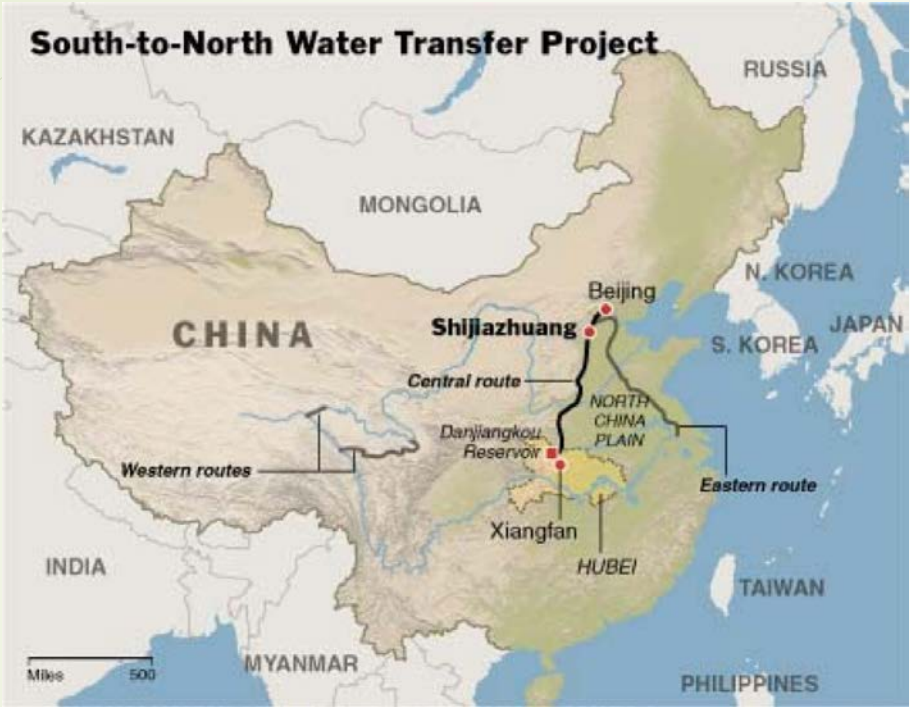 South-to-North Water Transfer Project
RUSSIA
KAZAKHSTAN
MONGOLIA
N. KOREA
Beijing
JAPAN
CHINA
Shijiazhuang
S. KOREA
Central route
NORTH
CHINA
PLAIN
Danjiangkou
Reservoir
Western routes
Eastern route
Xiangfan
INDIA
HUBEI
TAIWAN
MYANMAR
Miles 500
PHILIPPINES